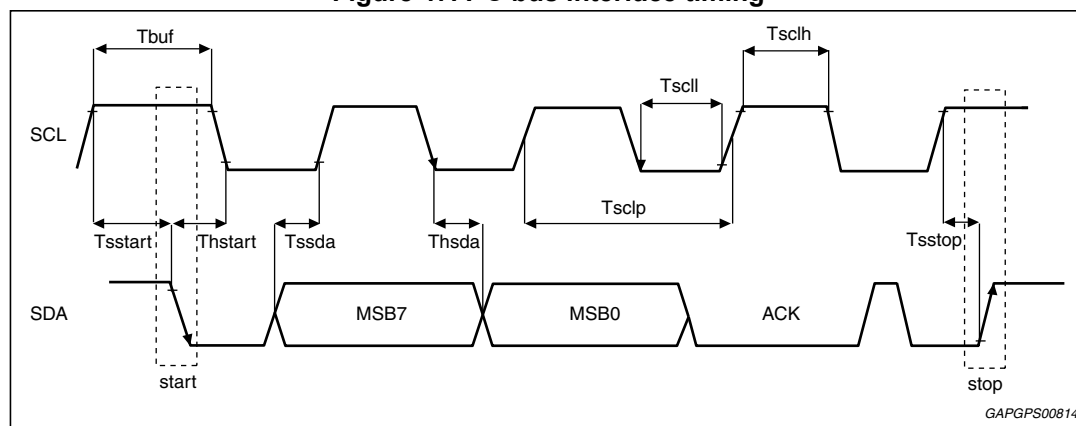 Tbuf
Tsclh
Tscll
SCL
Tsclp
Tsstart
Thstart
Tssda
Thsda
Tsstop
SDA
MSB7
MSB0
ACK
start
stop
GAPGPS00814